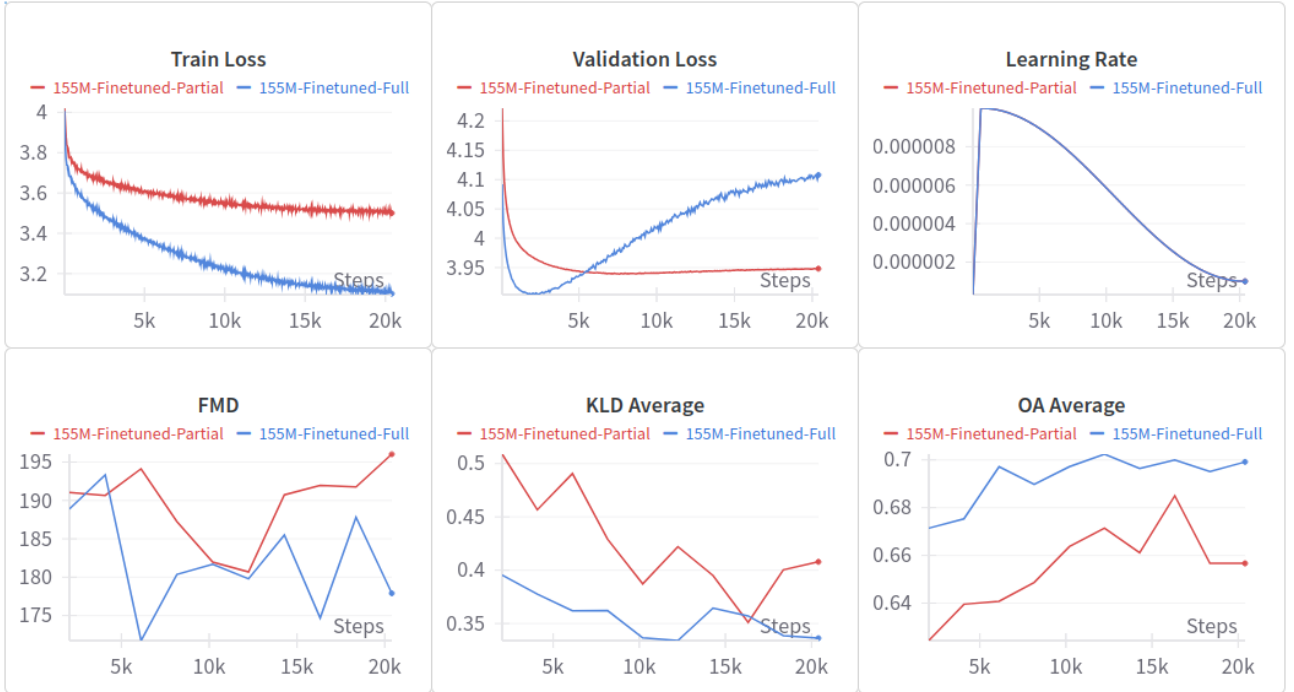 Train Loss
155M-Finetuned-Partial 155M-Finetuned-Full
4
3.8
3.6
3.4
3.2
Steps
5k 10k 15k 20k
Validation Loss
155M-Finetuned-Partial 155M-Finetuned-Full
4.2
4.15
4.1
4.05
4
3.95
Steps
5k 10k 15k 20k
Learning Rate
155M-Finetuned-Partial 155M-Finetuned-Full
0.000008
0.000006
0.000004
0.000002
Steps
5k 10k 15k 20k
FMD
155M-Finetuned-Partial 155M-Finetuned-Full
195
190
185
180
175
Steps
5k 10k 15k 20k
KLD Average
155M-Finetuned-Partial 155M-Finetuned-Full
0.5
0.45
0.4
0.35
Steps
5k 10k 15k 20k
OA Average
155M-Finetuned-Partial 155M-Finetuned-Full
0.7
0.68
0.66
0.64
Steps
5k 10k 15k 20k